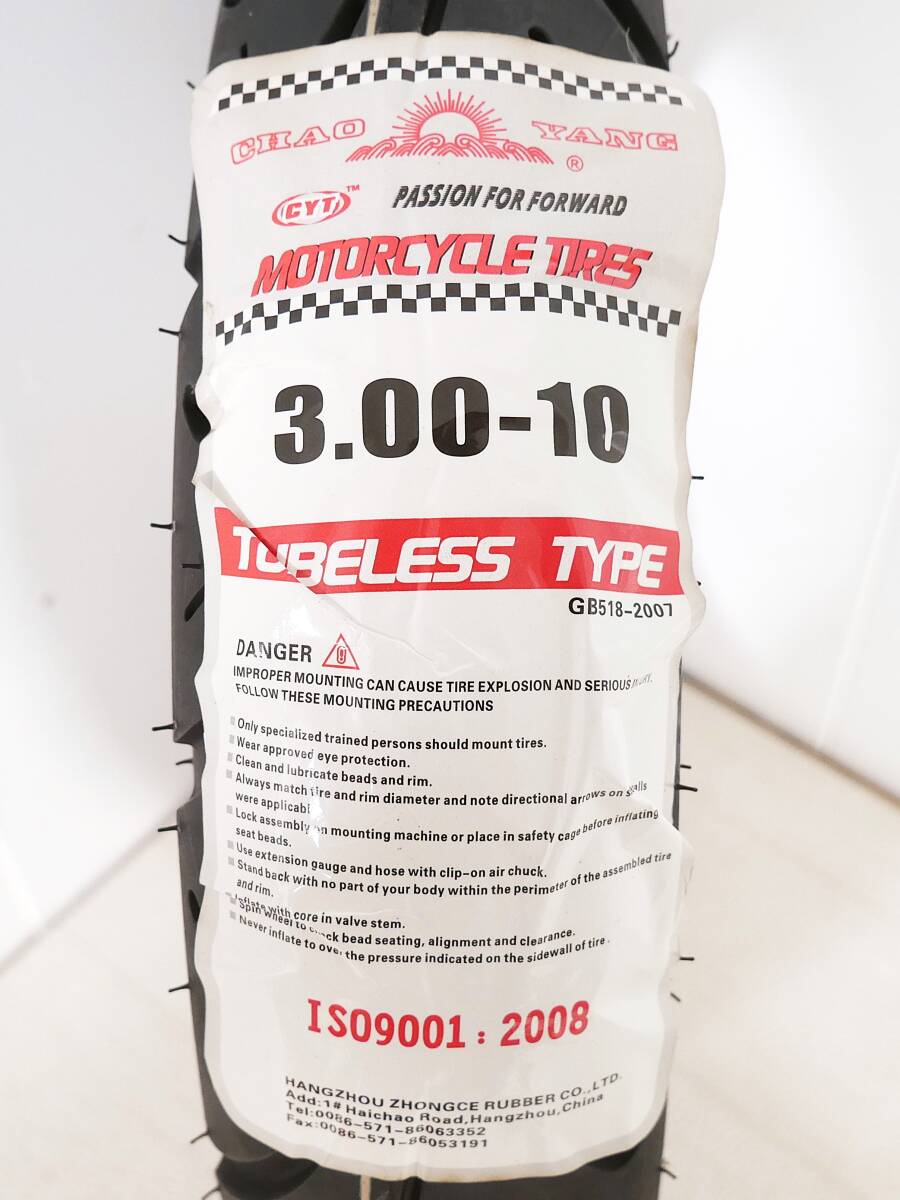 CHAO YANG
®
CYT™ PASSION FOR FORWARD
MOTORCYCLE TIRES
3.00-10
TUBELESS TYPE
GB518-2007
DANGER
IMPROPER MOUNTING CAN CAUSE TIRE EXPLOSION AND SERIOUS
FOLLOW THESE MOUNTING PRECAUTIONS
Only specialized trained persons should mount tires.
Wear approved eye protection.
Clean and lubricate beads and rim.
Always match tire and rim diameter and note directional arrows on
were
Lock assembly on mounting machine or place in safety cage before inflating
seat beads.
Use extension gauge and hose with clip-on air chuck.
Stand back with no part of your body within the perimeter of the assembled tire
and rim.
Inflate with core in valve stem.
Spin wheel to bead seating, alignment and clearance.
Never inflate to over the pressure indicated on the sidewall of tire.
ISO9001 : 2008
HANGZHOU ZHONGCE RUBBER CO.,LTD.
Add:1# Haichao Road,Hangzhou,China
Tel:0086-571-86063352
Fax:0086-571-86053191